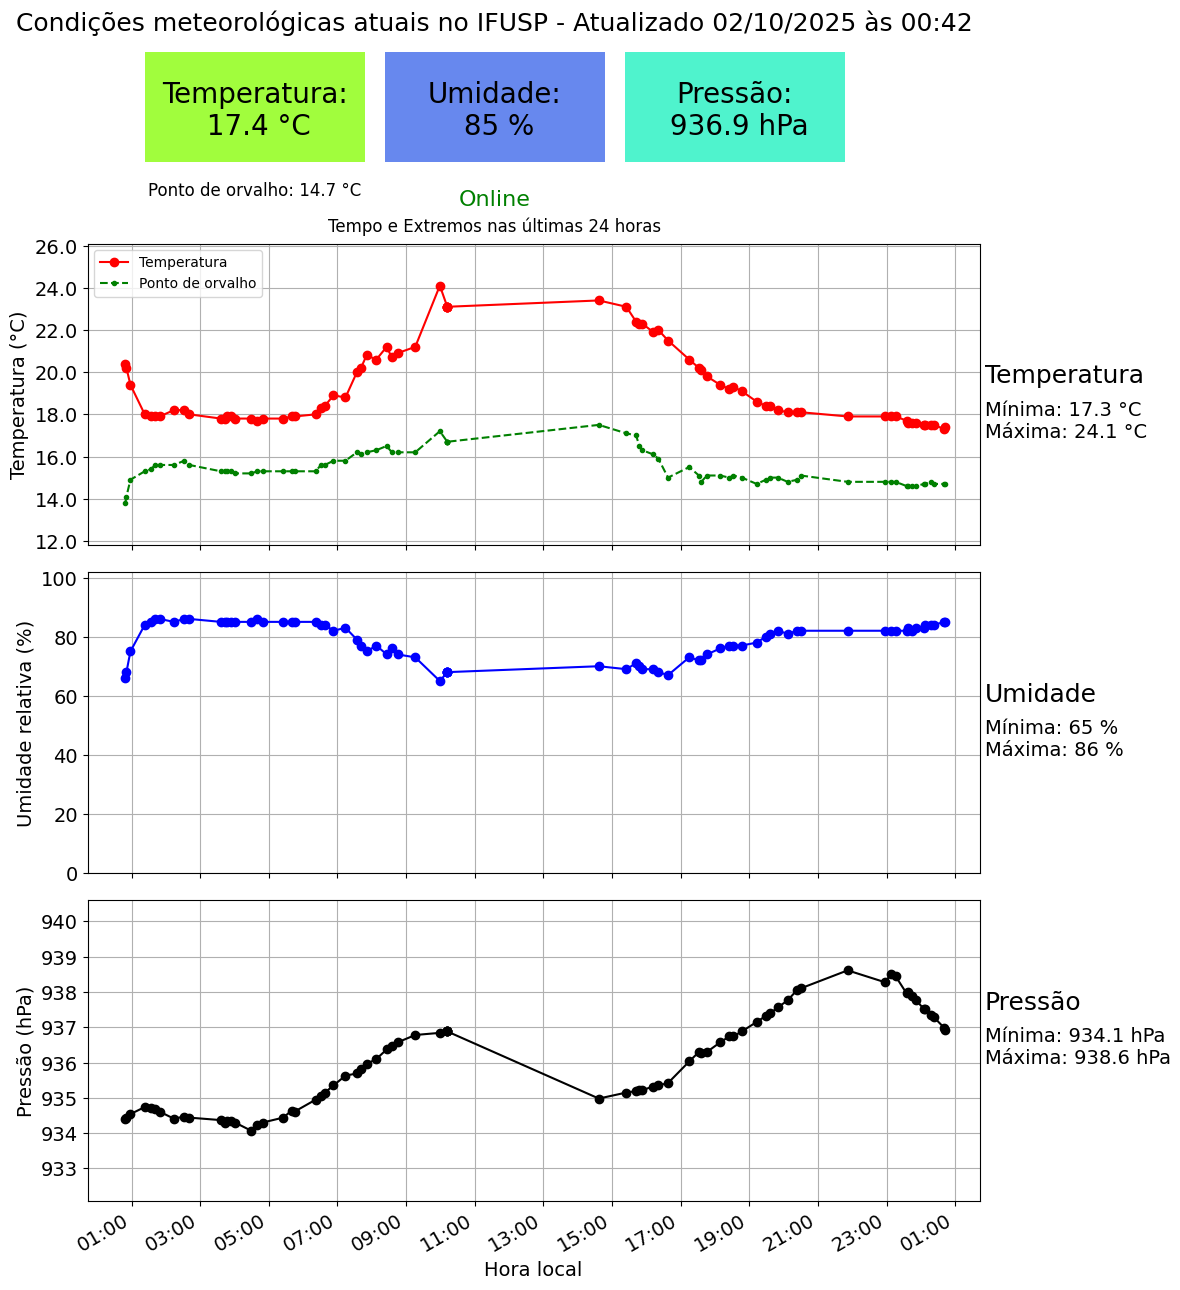 Condições meteorológicas atuais no IFUSP - Atualizado 02/10/2025 às 00:42
Temperatura:
17.4 °C
Umidade:
85 %
Pressão:
936.9 hPa
Ponto de orvalho: 14.7 °C
Online
Tempo e Extremos nas últimas 24 horas
Temperatura
Ponto de orvalho
Temperatura (°C)
26.0
24.0
22.0
20.0
18.0
16.0
14.0
12.0
Temperatura
Mínima: 17.3 °C
Máxima: 24.1 °C
Umidade relativa (%)
100
80
60
40
20
0
Umidade
Mínima: 65 %
Máxima: 86 %
Pressão (hPa)
940
939
938
937
936
935
934
933
Pressão
Mínima: 934.1 hPa
Máxima: 938.6 hPa
01:00 03:00 05:00 07:00 09:00 11:00 13:00 15:00 17:00 19:00 21:00 23:00 01:00
Hora local